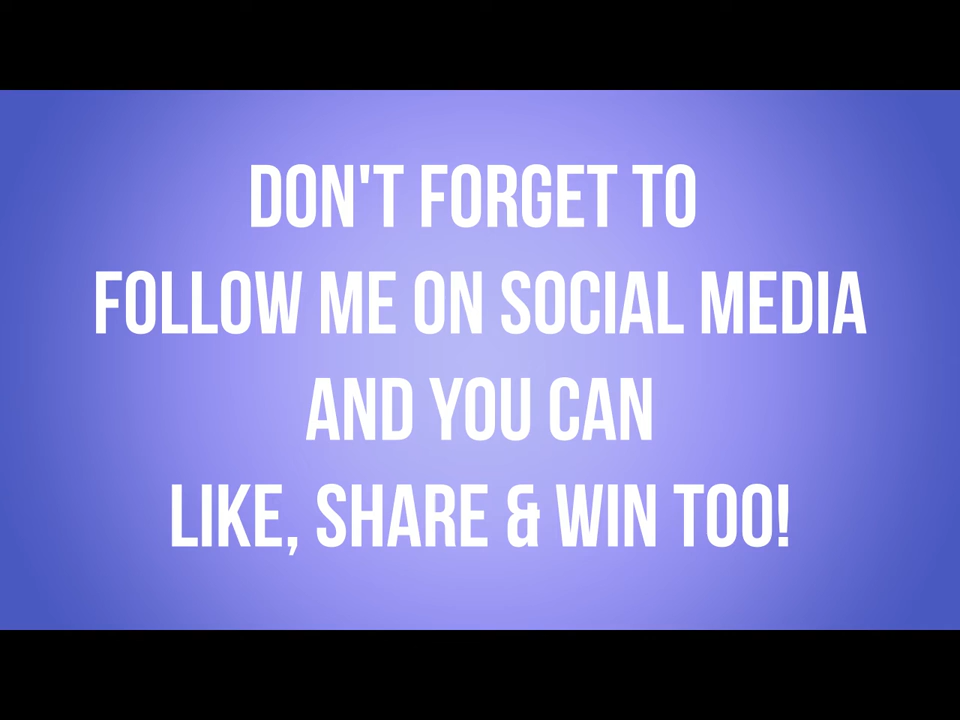 DON'T FORGET TO
FOLLOW ME ON SOCIAL MEDIA
AND YOU CAN
LIKE, SHARE & WIN TOO!